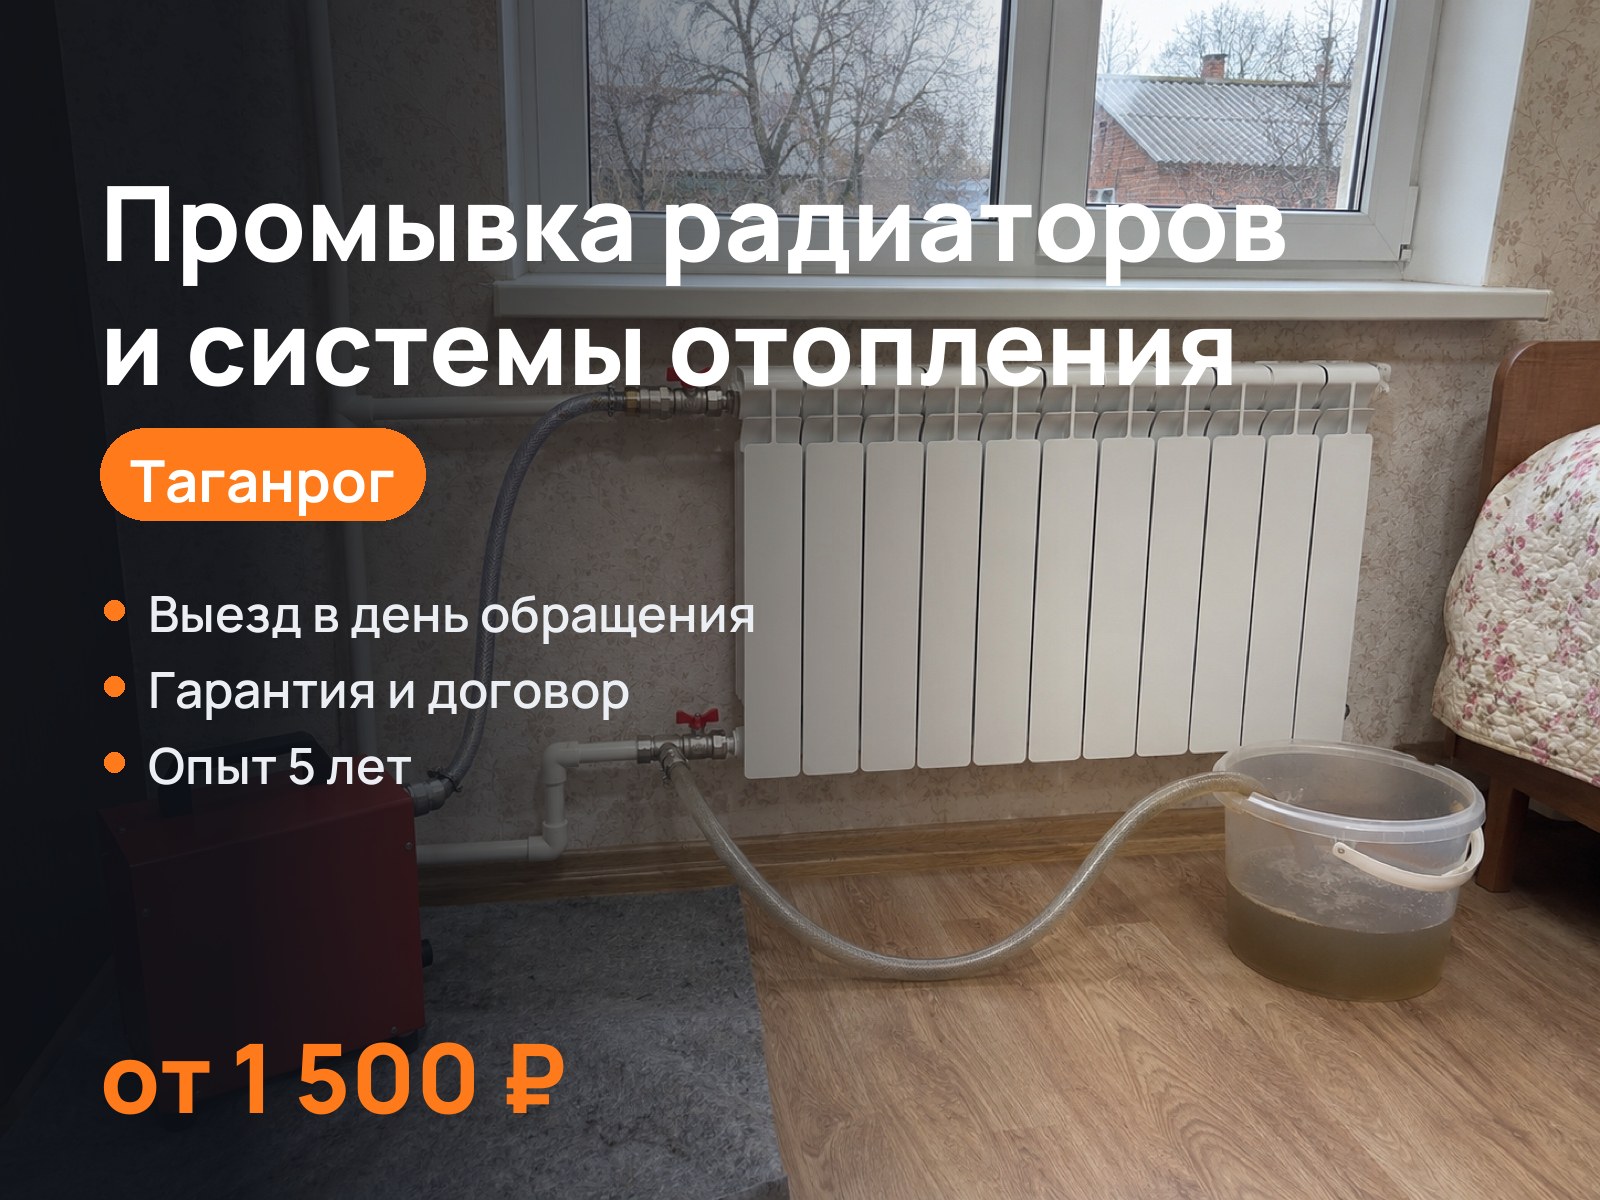 Промывка радиаторов
и системы отопления
Таганрог
Выезд в день обращения
Гарантия и договор
Опыт 5 лет
от 1 500 ₽